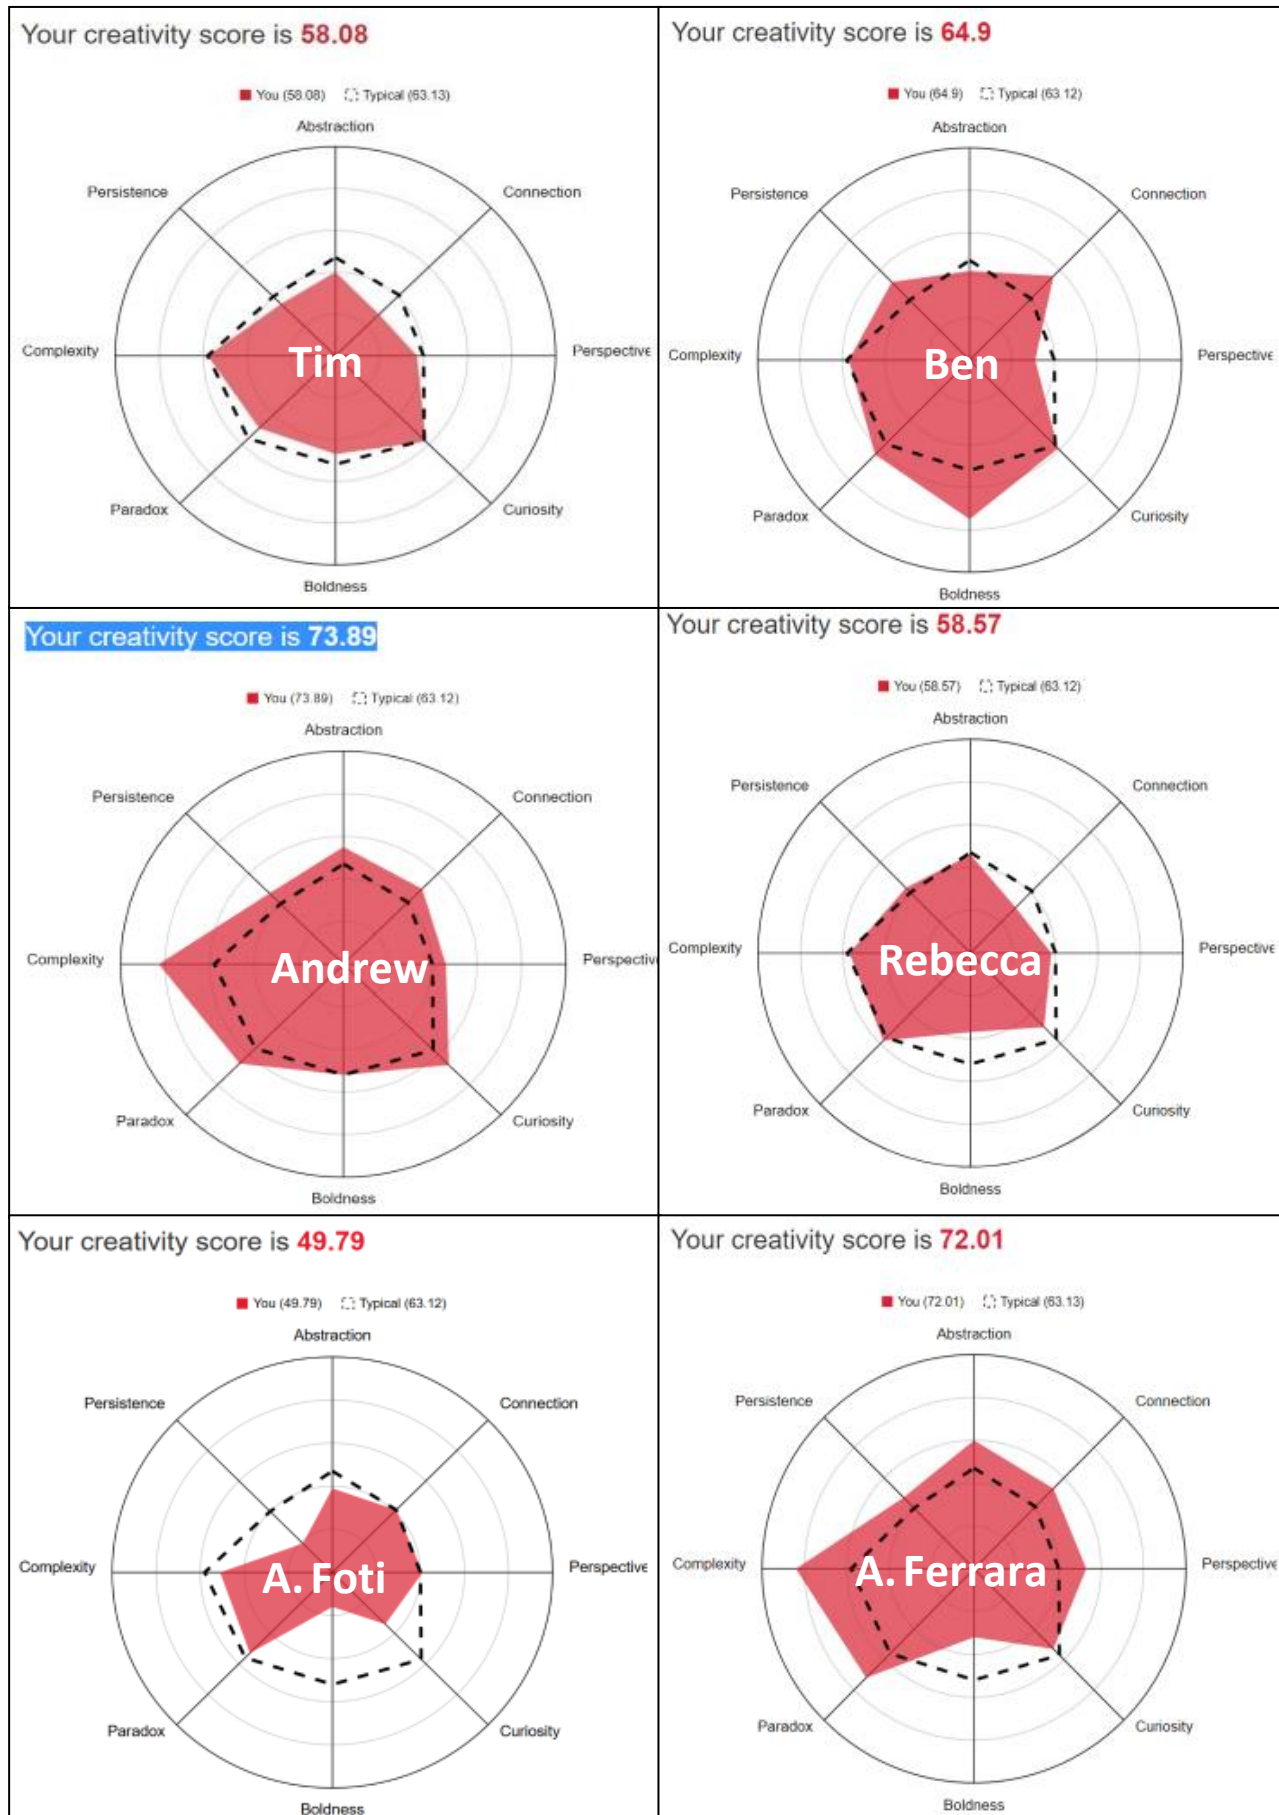 Your creativity score is 58.08
You (58.08) Typical (63.13)
Abstraction
Persistence
Connection
Complexity
Tim
Perspective
Paradox
Curiosity
Boldness
Your creativity score is 64.9
You (64.9) Typical (63.12)
Abstraction
Persistence
Connection
Complexity
Ben
Perspective
Paradox
Curiosity
Boldness
Your creativity score is 73.89
You (73.89) Typical (63.12)
Abstraction
Persistence
Connection
Complexity
Andrew
Perspectiv
Paradox
Curiosity
Boldness
Your creativity score is 58.57
You (58.57) Typical (63.12)
Abstraction
Persistence
Connection
Complexity
Rebecca
Perspective
Paradox
Curiosity
Boldness
Your creativity score is 49.79
You (49.79) Typical (63.12)
Abstraction
Persistence
Connection
Complexity
A. Foti
Perspective
Paradox
Curiosity
Boldness
Your creativity score is 72.01
You (72.01) Typical (63.13)
Abstraction
Persistence
Connection
Complexity
A. Ferrara
Perspective
Paradox
Curiosity
Boldness